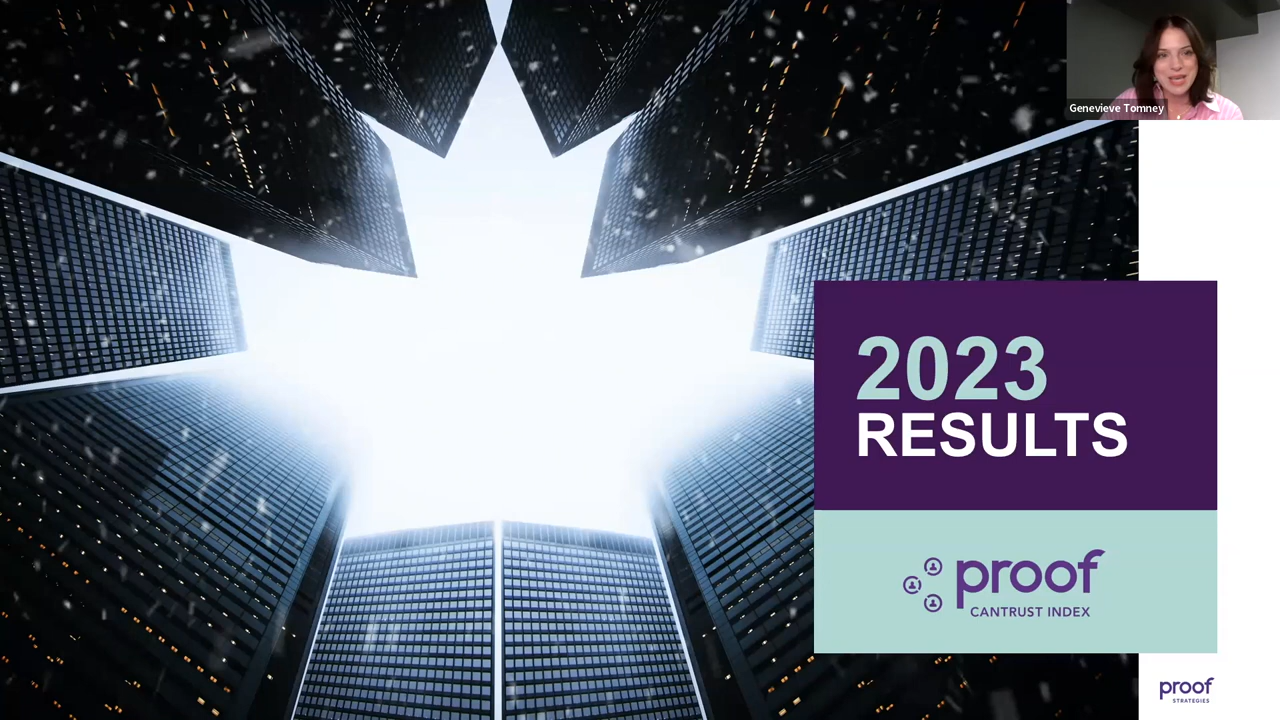 Genevieve Tomney
2023
RESULTS
proof
CANTRUST INDEX
proof
STRATEGIES